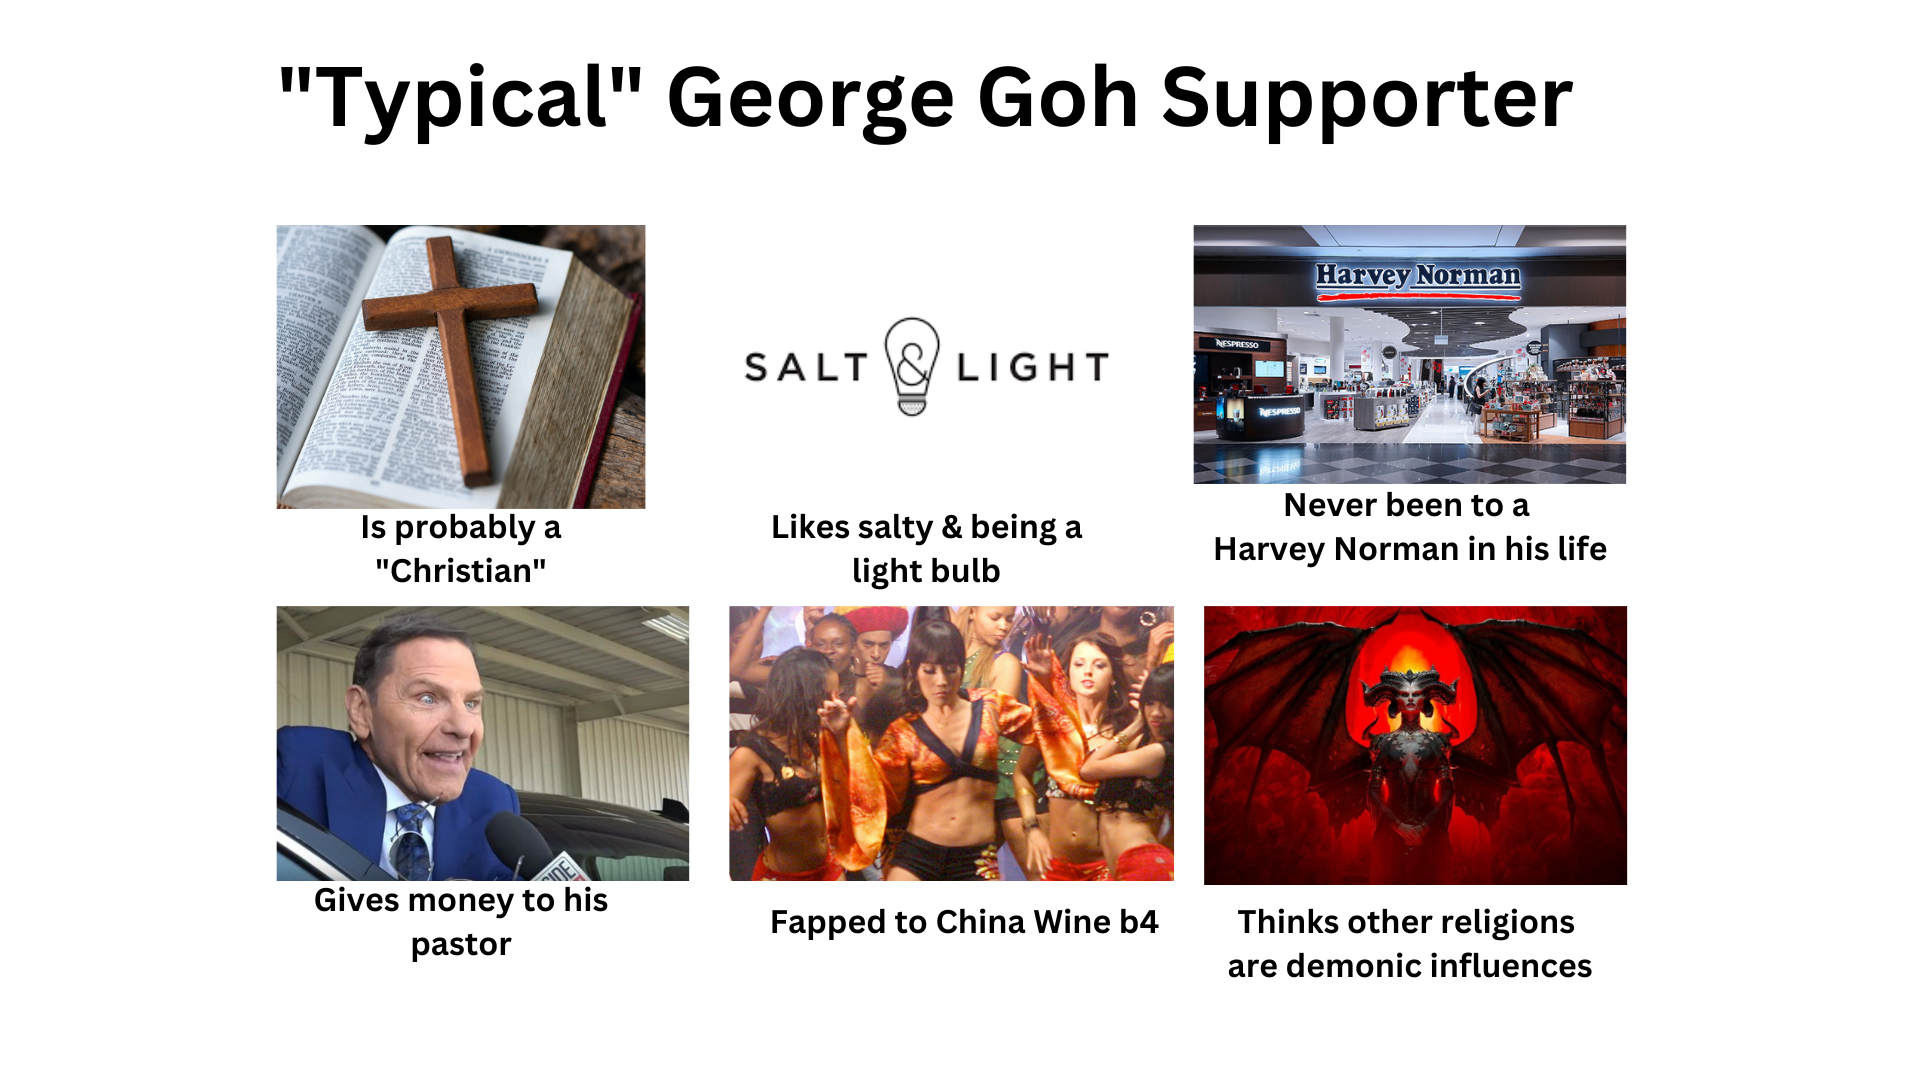 "Typical" George Goh Supporter
SALT & LIGHT
Harvey Norman
NESPRESSO
NESPRESSO
Is probably a
"Christian"
Likes salty & being a
light bulb
Never been to a
Harvey Norman in his life
Gives money to his
pastor
Fapped to China Wine b4
Thinks other religions
are demonic influences